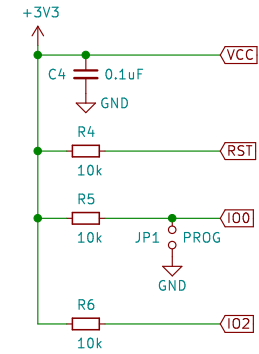 +3V3
VCC
C4 0.1uF
GND
R4
RST
10k
R5
IO0
10k
JP1 PROG
GND
R6
IO2
10k